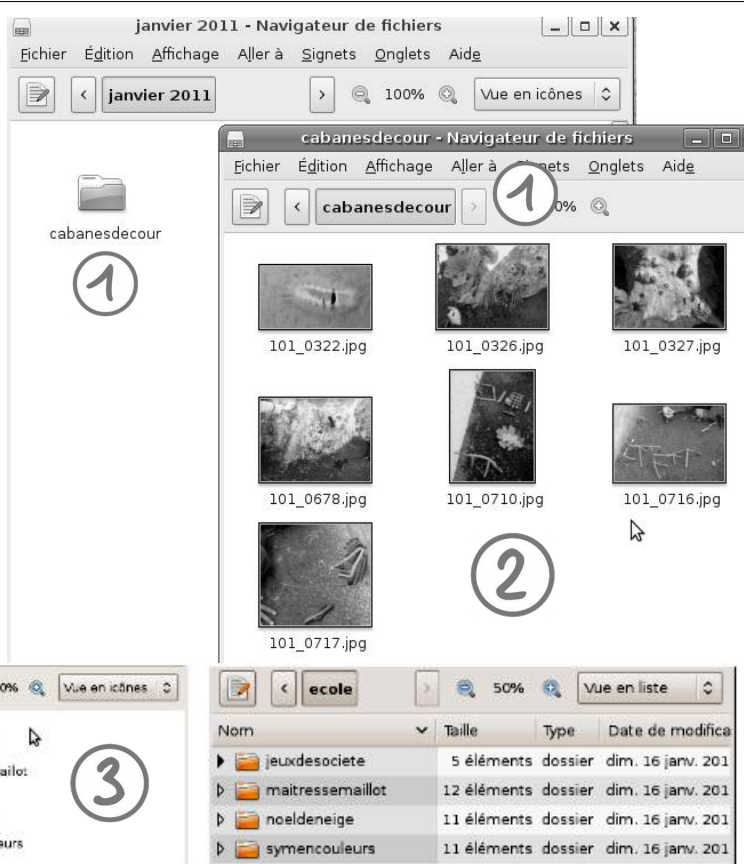 janvier 2011 - Navigateur de fichiers
Fichier Édition Affichage Aller à Signets Onglets Aide
janvier 2011 100% Vue en icônes
cabanesdecour - Navigateur de fichiers
Fichier Édition Affichage Aller à Onglets Aide
cabanesdecour 1
cabanesdecour
1
101_0322.jpg 101_0326.jpg 101_0327.jpg
101_0678.jpg 101_0710.jpg 101_0716.jpg
2
101_0717.jpg
0% Vue en icônes
3
ecole 50% Vue en liste
Nom Taille Type Date de modifica
jeuxdesociete 5 éléments dossier dim. 16 janv. 201
maitressemaillot 12 éléments dossier dim. 16 janv. 201
noeldeneige 11 éléments dossier dim. 16 janv. 201
symencouleurs 11 éléments dossier dim. 16 janv. 201